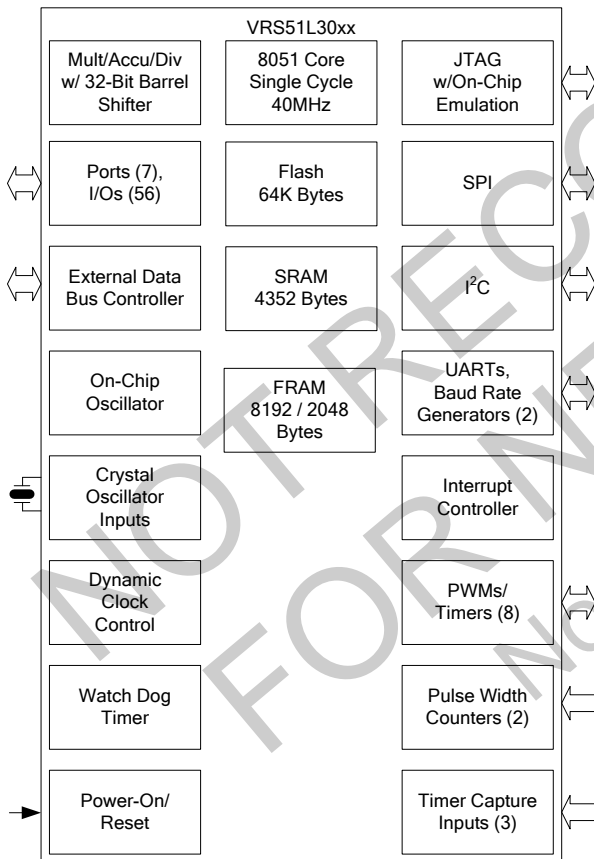 VRS51L30xx
Mult/Accu/Div
w/ 32-Bit Barrel
Shifter
8051 Core
Single Cycle
40MHz
JTAG
w/On-Chip
Emulation
Ports (7),
I/Os (56)
Flash
64K Bytes
SPI
External Data
Bus Controller
SRAM
4352 Bytes
I²C
On-Chip
Oscillator
FRAM
8192 / 2048
Bytes
UARTs,
Baud Rate
Generators (2)
Crystal
Oscillator
Inputs
Interrupt
Controller
Dynamic
Clock
Control
PWMs/
Timers (8)
Watch Dog
Timer
Pulse Width
Counters (2)
Power-On/
Reset
Timer Capture
Inputs (3)
NOT
FOR